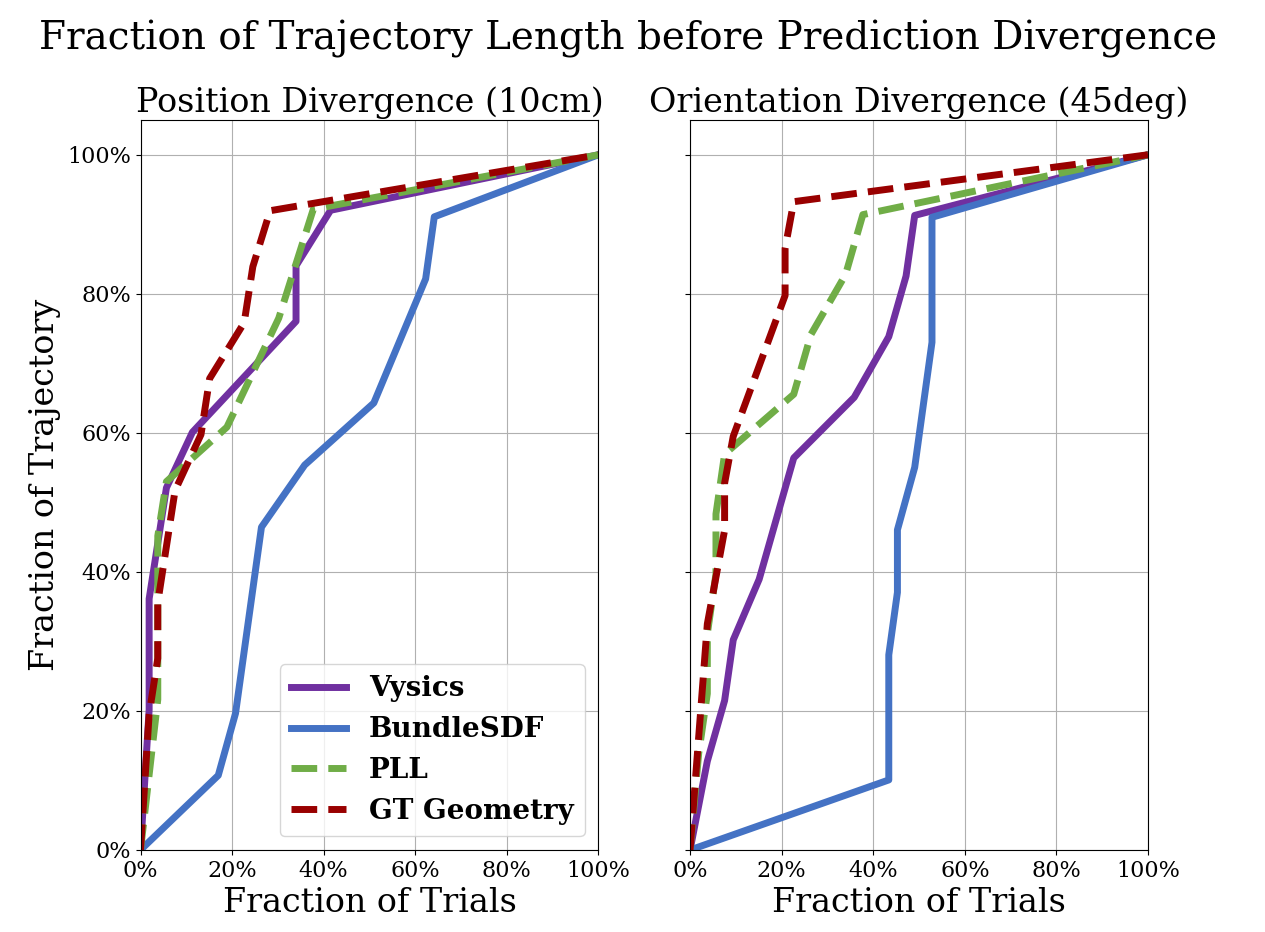 Fraction of Trajectory Length before Prediction Divergence
Position Divergence (10cm)
Orientation Divergence (45deg)
Fraction of Trajectory
100%
80%
60%
40%
20%
0%
Vysics
BundleSDF
PLL
GT Geometry
0% 20% 40% 60% 80% 100%
0% 20% 40% 60% 80% 100%
Fraction of Trials
Fraction of Trials